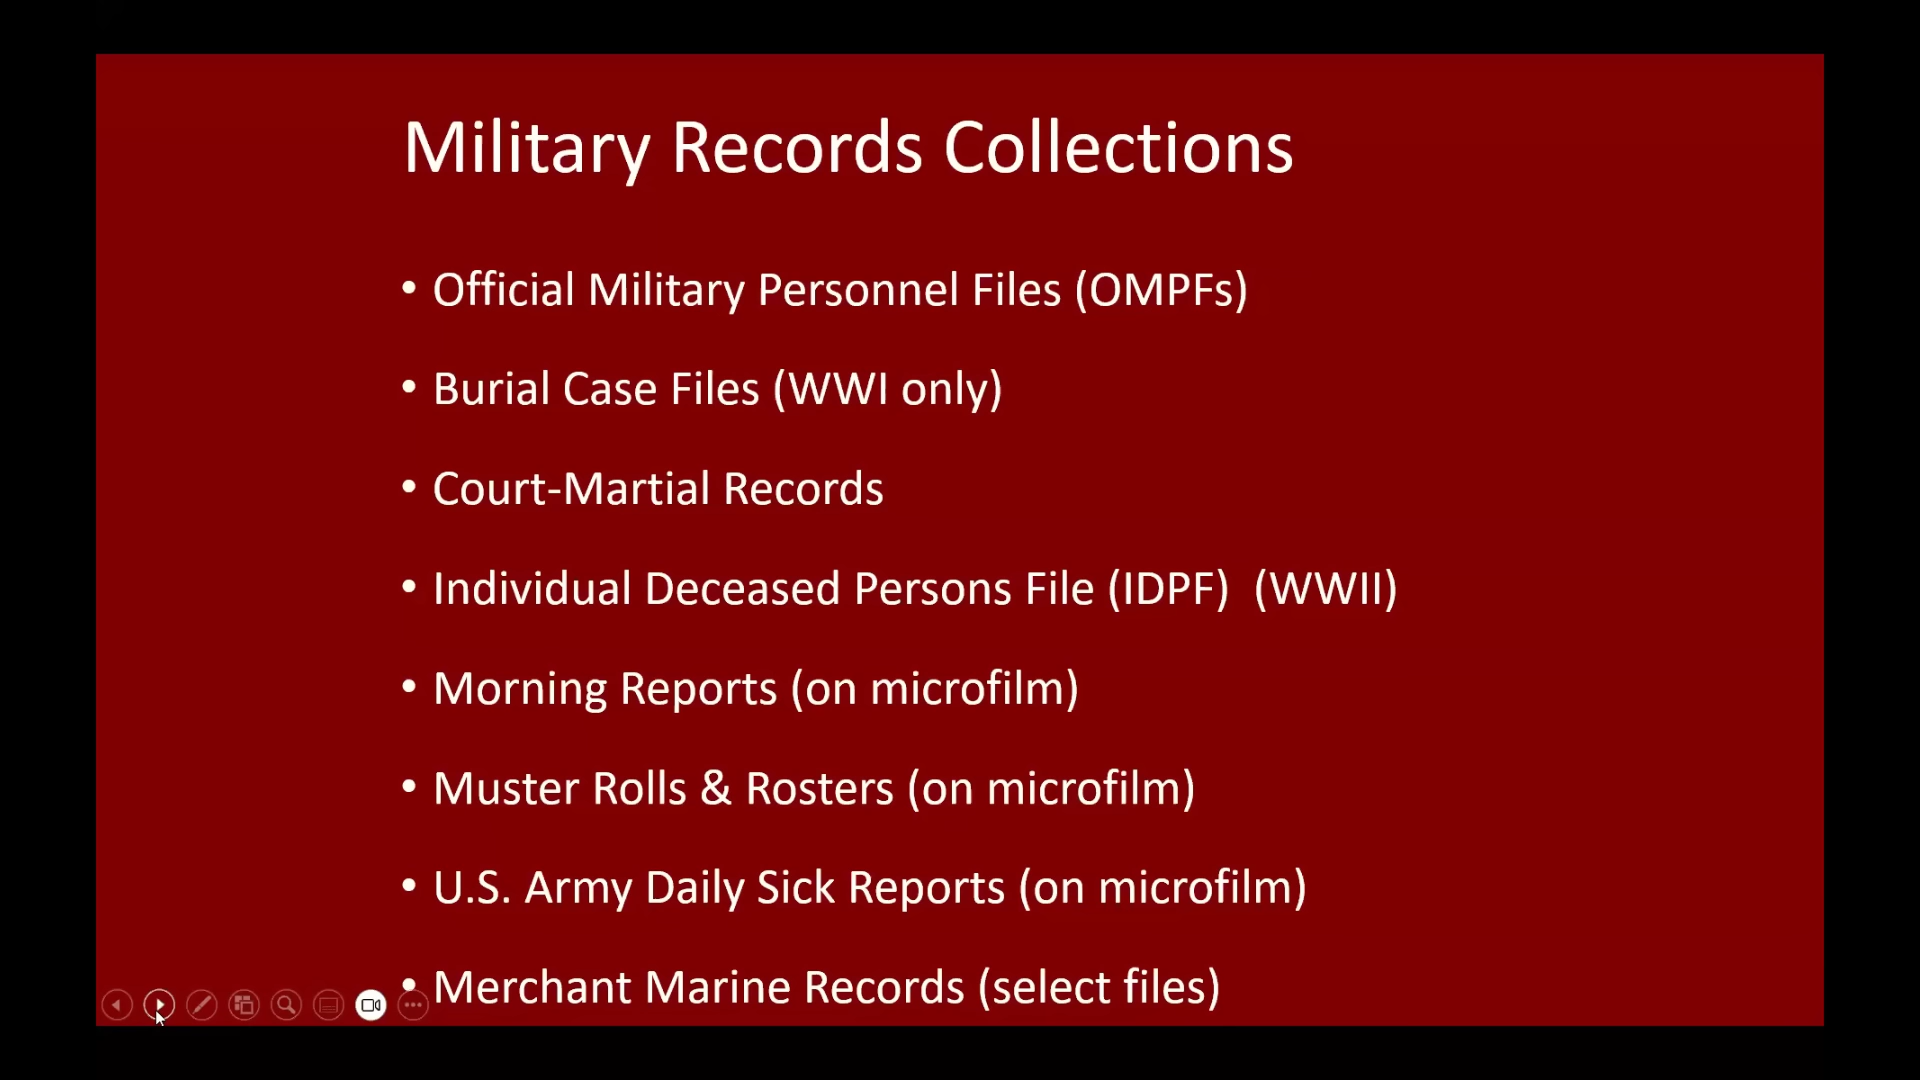 Military Records Collections
• Official Military Personnel Files (OMPFs)
• Burial Case Files (WWI only)
• Court-Martial Records
• Individual Deceased Persons File (IDPF)  (WWII)
• Morning Reports (on microfilm)
• Muster Rolls & Rosters (on microfilm)
• U.S. Army Daily Sick Reports (on microfilm)
• Merchant Marine Records (select files)